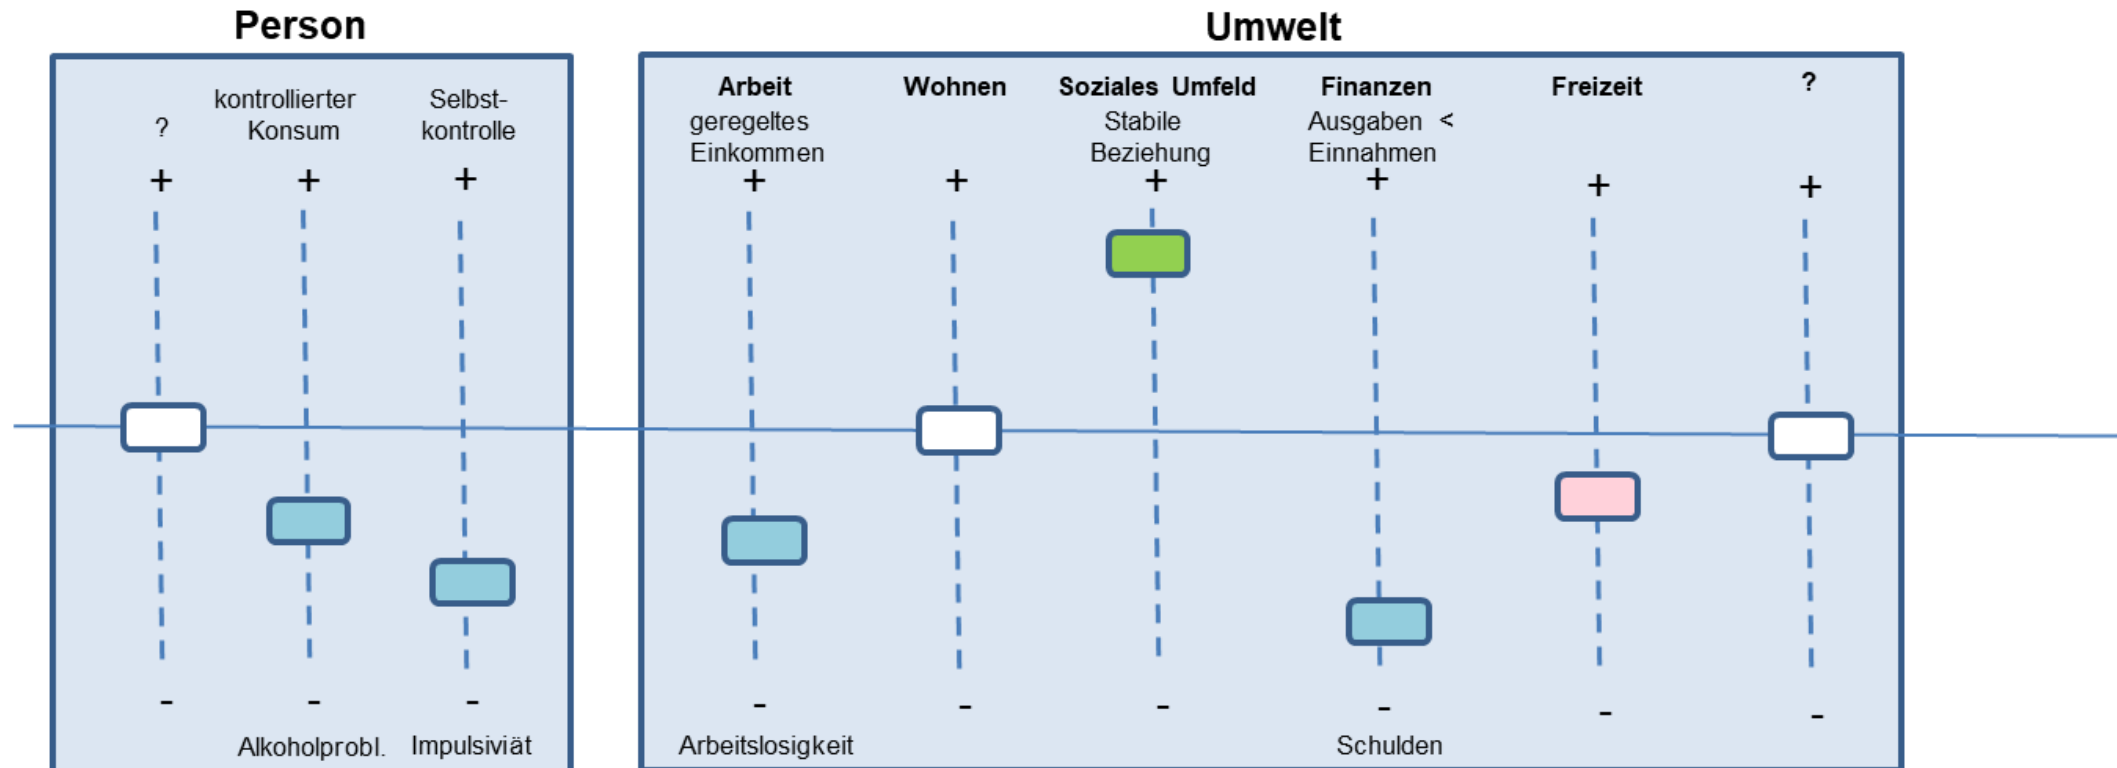 Person
Umwelt
?
kontrollierter
Konsum
Selbst-
kontrolle
+
+
+
-
-
-
Alkoholprobl.
Impulsiviät
Arbeit
geregeltes
Einkommen
Wohnen
Soziales Umfeld
Stabile
Beziehung
Finanzen
Ausgaben <
Einnahmen
Freizeit
?
+
+
+
+
+
+
-
-
-
-
-
-
Arbeitslosigkeit
Schulden